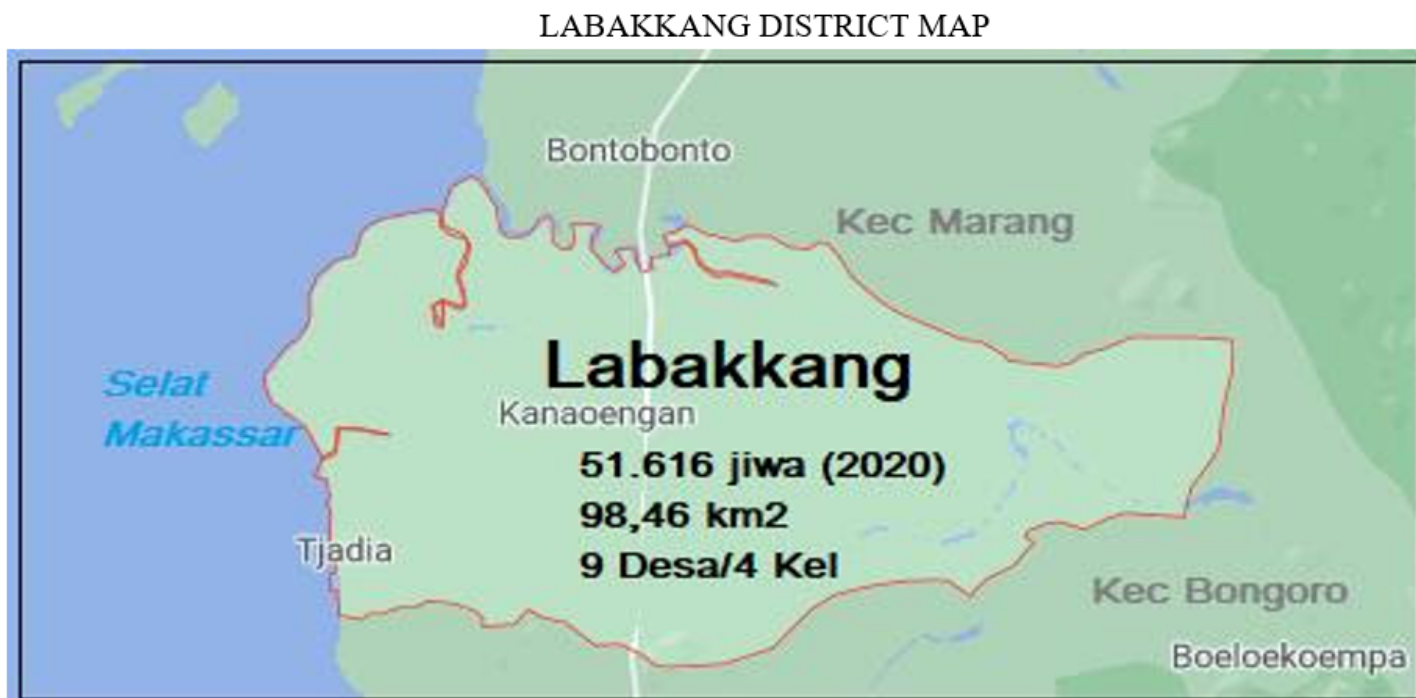 LABAKKANG DISTRICT MAP
Bontobonto
Kec Marang
Labakkang
Selat
Makassar
Kanaoengan
51.616 jiwa (2020)
98,46 km2
9 Desa/4 Kel
Tjadia
Kec Bongoro
Boeloekoempa